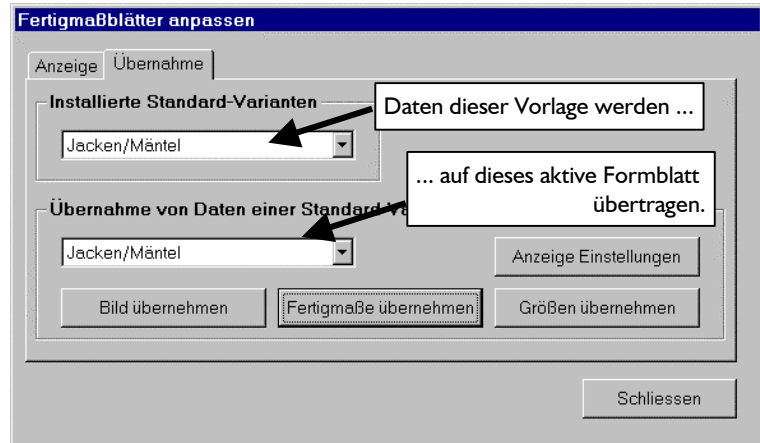 Fertigmaßblätter anpassen
Anzeige Übernahme
Installierte Standard-Varianten
Daten dieser Vorlage werden ...
Jacken/Mäntel
... auf dieses aktive Formblatt
übertragen.
Übernahme von Daten einer Standard-Va
Jacken/Mäntel
Anzeige Einstellungen
Bild übernehmen Fertigmaße übernehmen Größen übernehmen
Schliessen